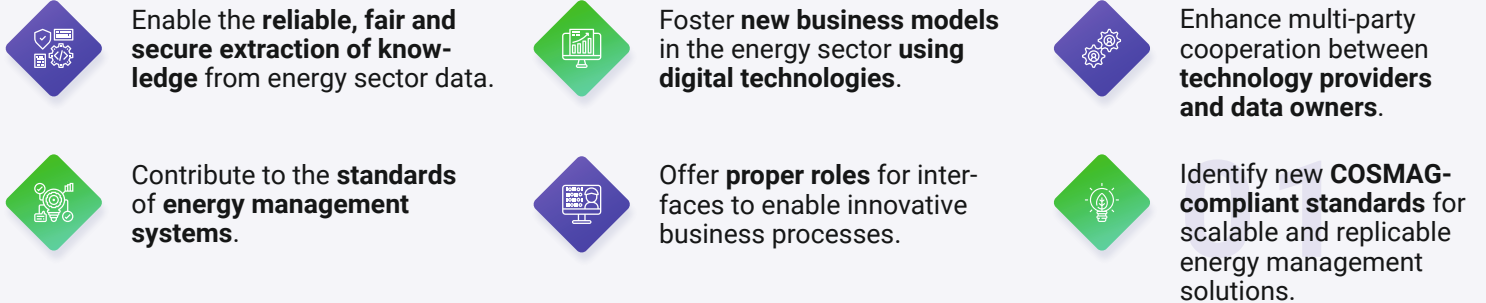 Enable the reliable, fair and
secure extraction of know-
ledge from energy sector data.
Foster new business models
in the energy sector using
digital technologies.
Enhance multi-party
cooperation between
technology providers
and data owners.
Contribute to the standards
of energy management
systems.
Offer proper roles for inter-
faces to enable innovative
business processes.
Identify new COSMAG-
compliant standards for
scalable and replicable
energy management
solutions.
01